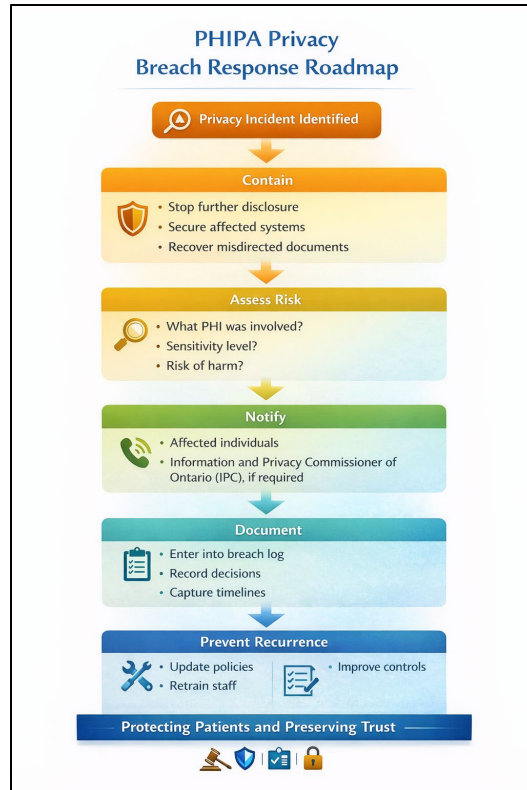 PHIPA Privacy
Breach Response Roadmap
Privacy Incident Identified
Contain
• Stop further disclosure
• Secure affected systems
• Recover misdirected documents
Assess Risk
• What PHI was involved?
• Sensitivity level?
• Risk of harm?
Notify
• Affected individuals
• Information and Privacy Commissioner of
Ontario (IPC), if required
Document
• Enter into breach log
• Record decisions
• Capture timelines
Prevent Recurrence
• Update policies
• Retrain staff
• Improve controls
Protecting Patients and Preserving Trust